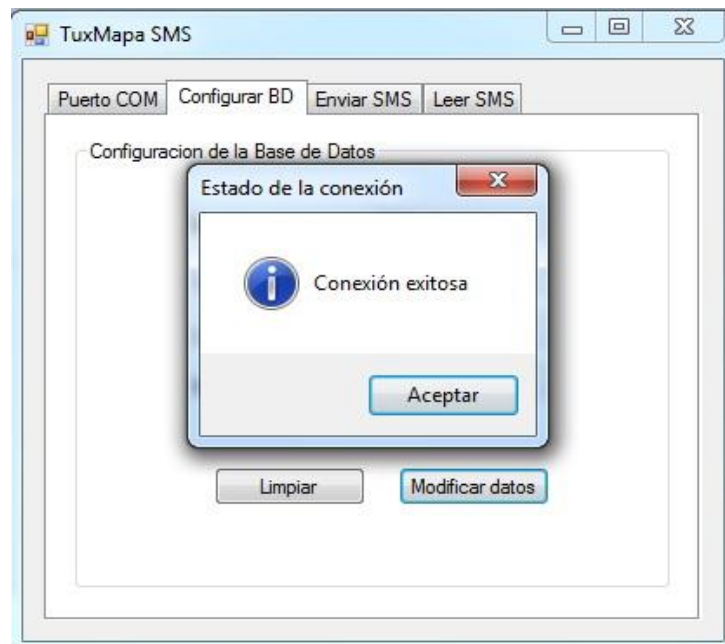 TuxMapa SMS
Puerto COM Configurar BD Enviar SMS Leer SMS
Configuracion de la Base de Datos
Estado de la conexión
Conexión exitosa
Aceptar
Limpiar Modificar datos